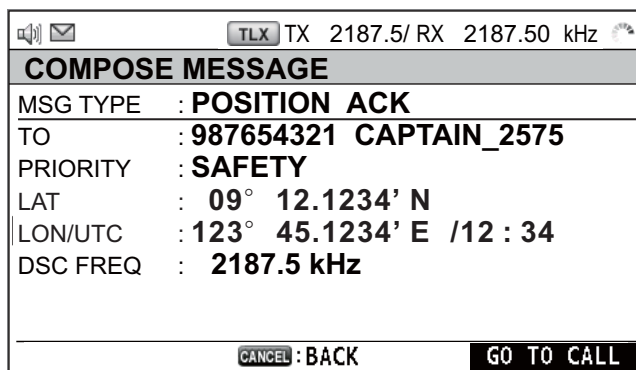 TLX TX 2187.5/ RX 2187.50 kHz
COMPOSE MESSAGE
MSG TYPE : POSITION ACK
TO : 987654321 CAPTAIN_2575
PRIORITY : SAFETY
LAT : 09° 12.1234’ N
LON/UTC : 123° 45.1234’ E /12 : 34
DSC FREQ : 2187.5 kHz
CANCEL : BACK GO TO CALL